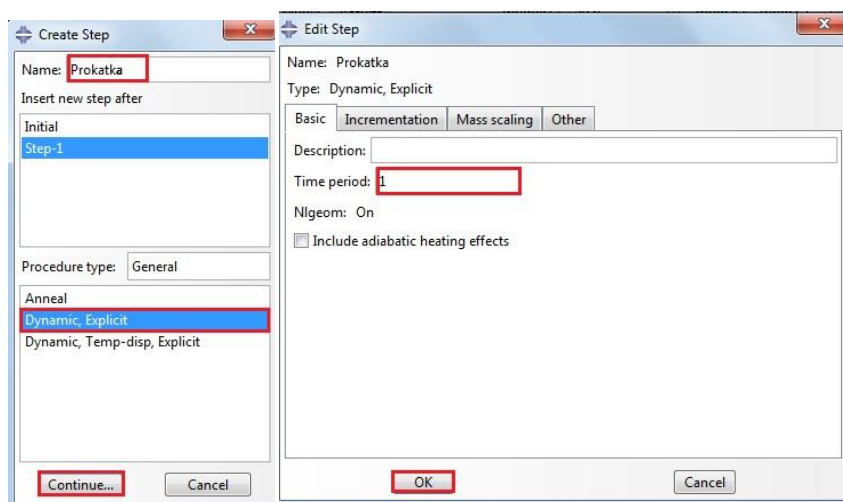 Create Step
Name: Prokatka
Insert new step after
Initial
Step-1
Procedure type: General
Anneal
Dynamic, Explicit
Dynamic, Temp-disp, Explicit
Continue... Cancel
Edit Step
Name: Prokatka
Type: Dynamic, Explicit
Basic Incrementation Mass scaling Other
Description:
Time period: 1
Nlgeom: On
Include adiabatic heating effects
OK Cancel